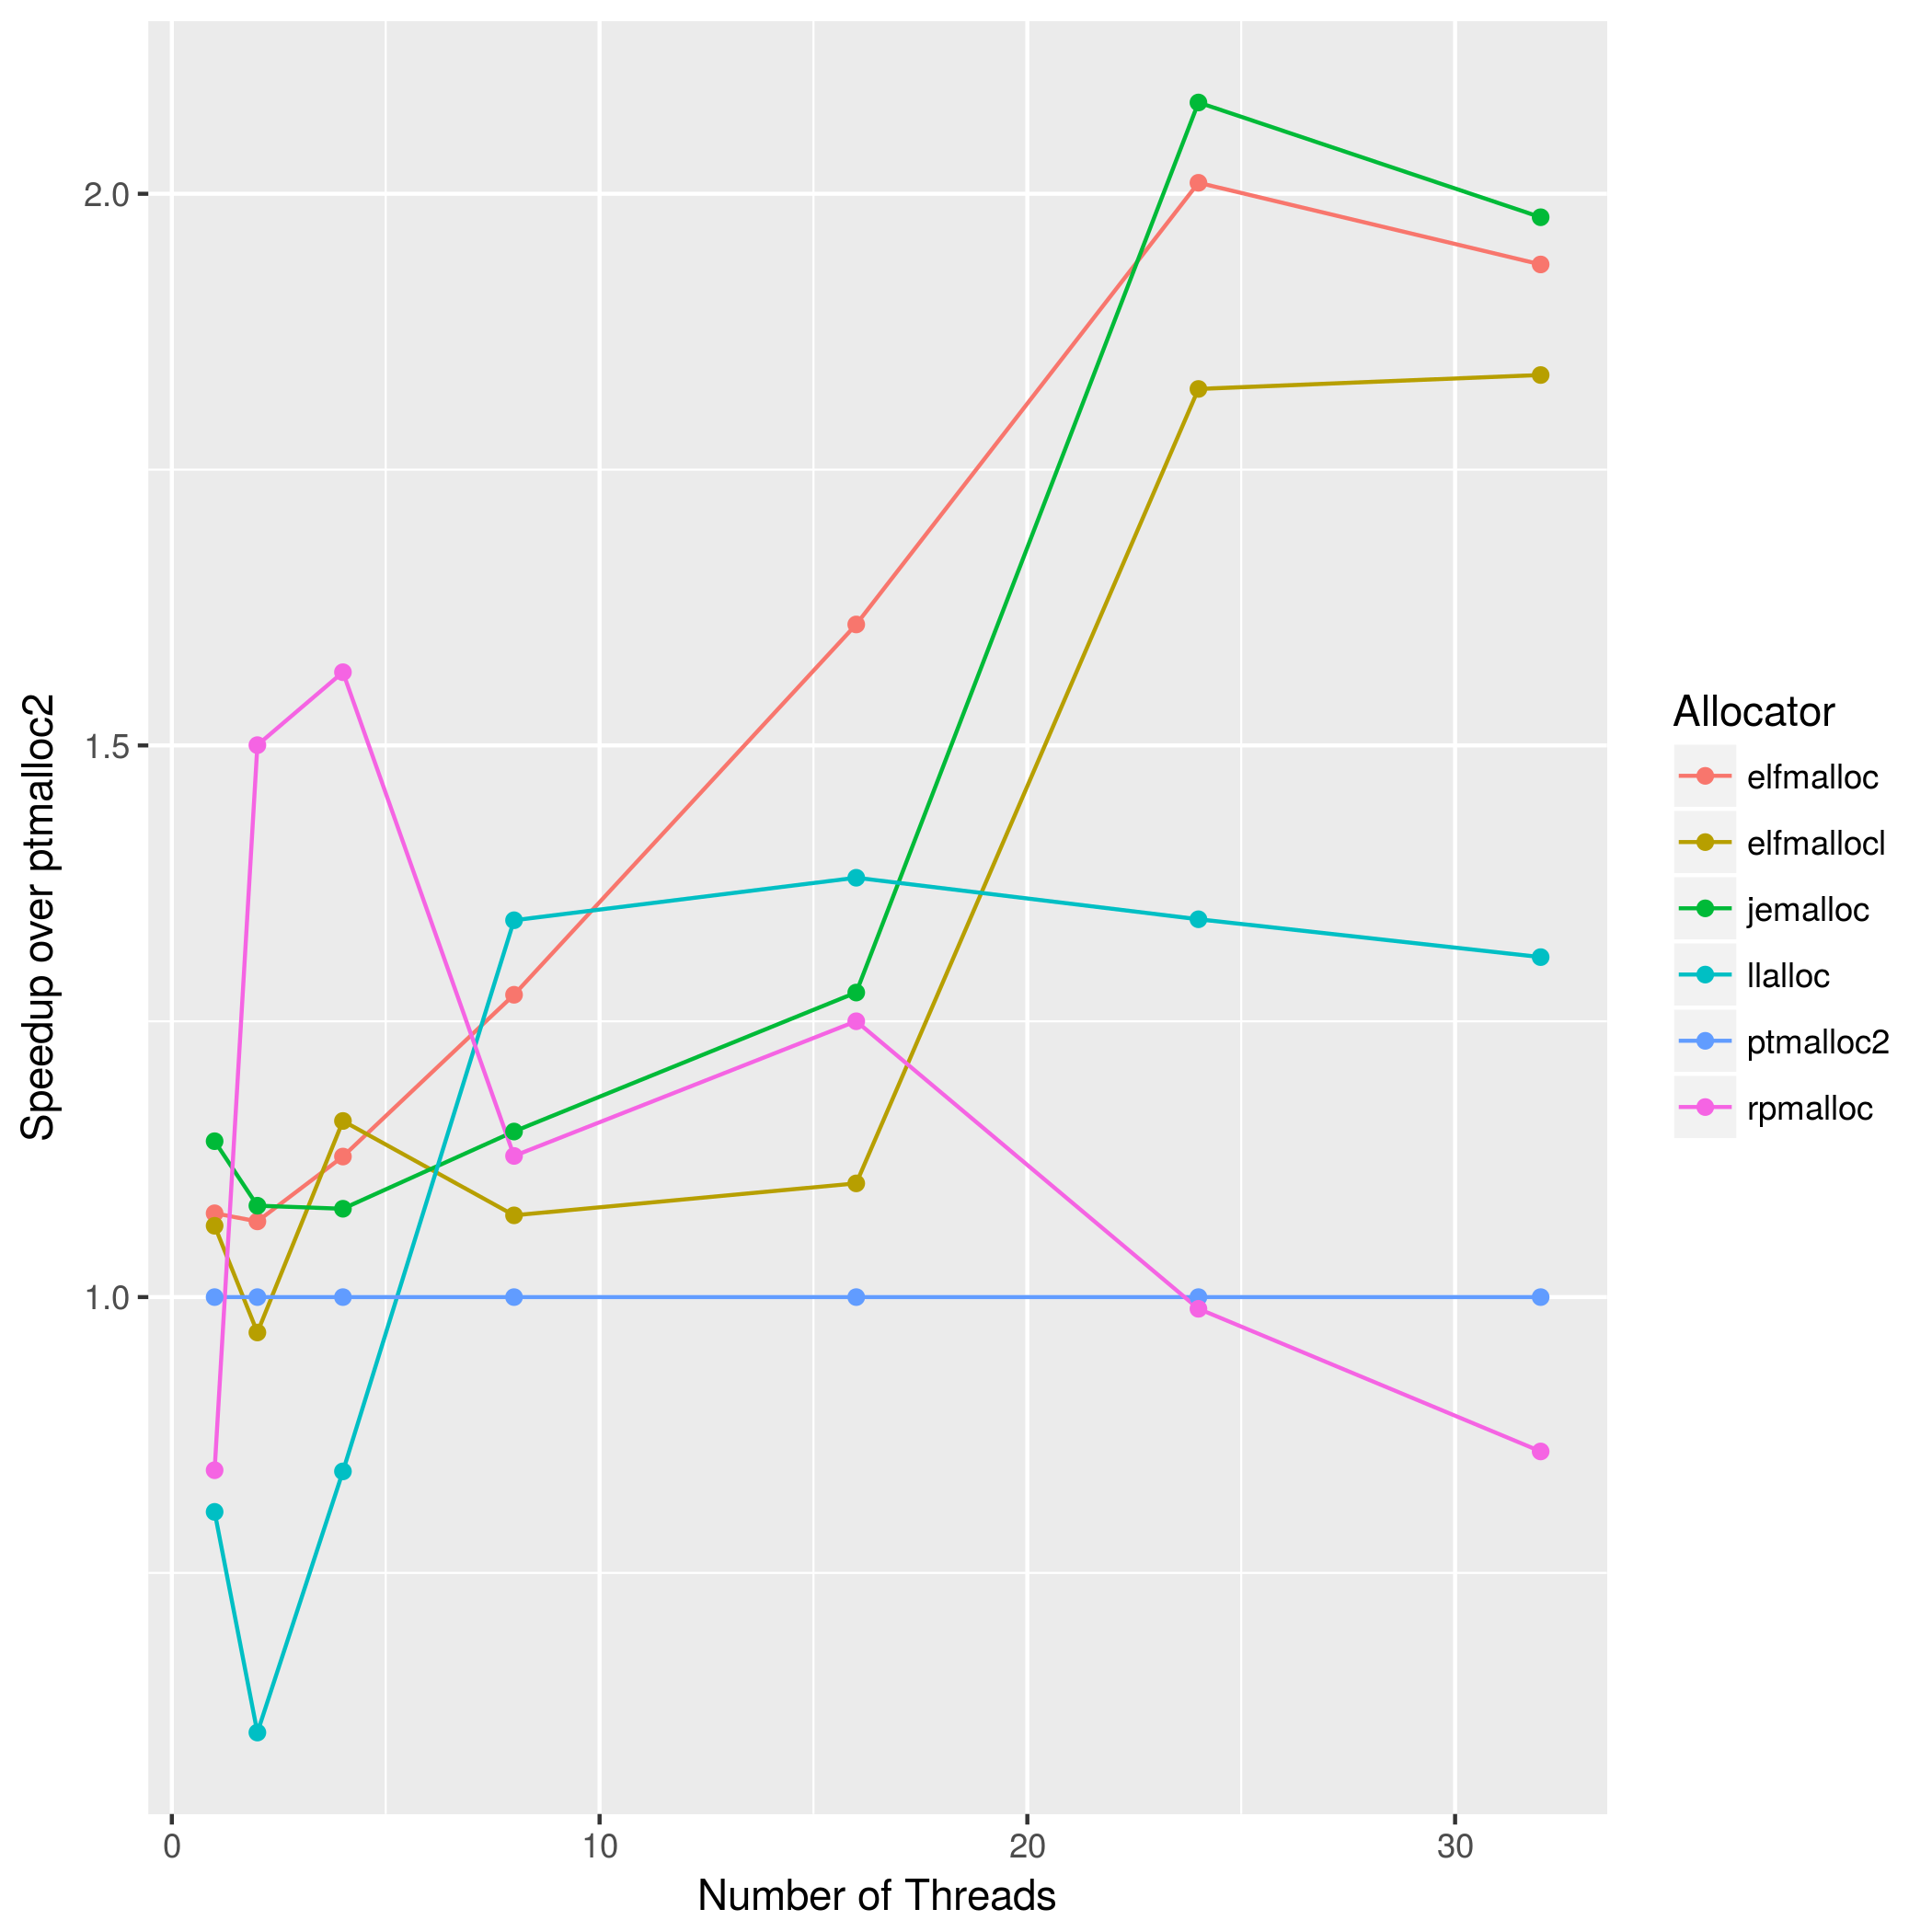 Speedup over ptmalloc2
2.0
1.5
1.0
0
10
20
30
Number of Threads
Allocator
elfmalloc
elfmallocl
jemalloc
llalloc
ptmalloc2
rpmalloc